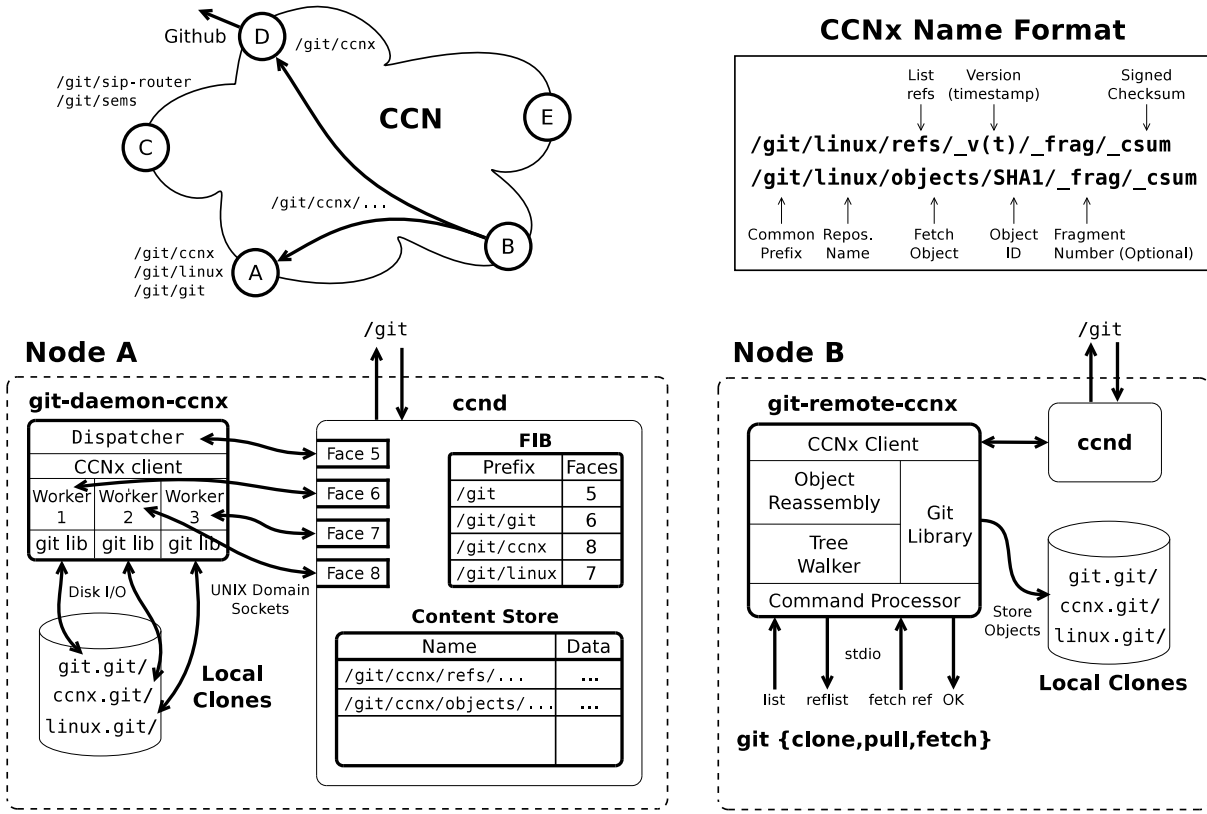 Github
D
/git/ccnx
/git/sip-router
/git/sems
C
CCN
E
/git/ccnx/...
B
/git/ccnx
/git/linux
/git/git
A
CCNx Name Format
List
refs
Version
(timestamp)
Signed
Checksum
/git/linux/refs/_v(t)/_frag/_csum
/git/linux/objects/SHA1/_frag/_csum
Common
Prefix
Repos.
Name
Fetch
Object
Object
ID
Fragment
Number (Optional)
Node A
/git
git-daemon-ccnx
ccnd
Dispatcher
CCNx client
Worker
1
Worker
2
Worker
3
git lib
git lib
git lib
Face 5
Face 6
Face 7
Face 8
FIB
Prefix Faces
/git 5
/git/git 6
/git/ccnx 8
/git/linux 7
Disk I/O
UNIX Domain
Sockets
git.git/
ccnx.git/
linux.git/
Local
Clones
Content Store
Name Data
/git/ccnx/refs/... ...
/git/ccnx/objects/... ...
Node B
/git
git-remote-ccnx
CCNx Client
Object
Reassembly
Tree
Walker
Git
Library
Command Processor
ccnd
Store
Objects
git.git/
ccnx.git/
linux.git/
Local Clones
stdio
list
reflist
fetch ref
OK
git {clone,pull,fetch}